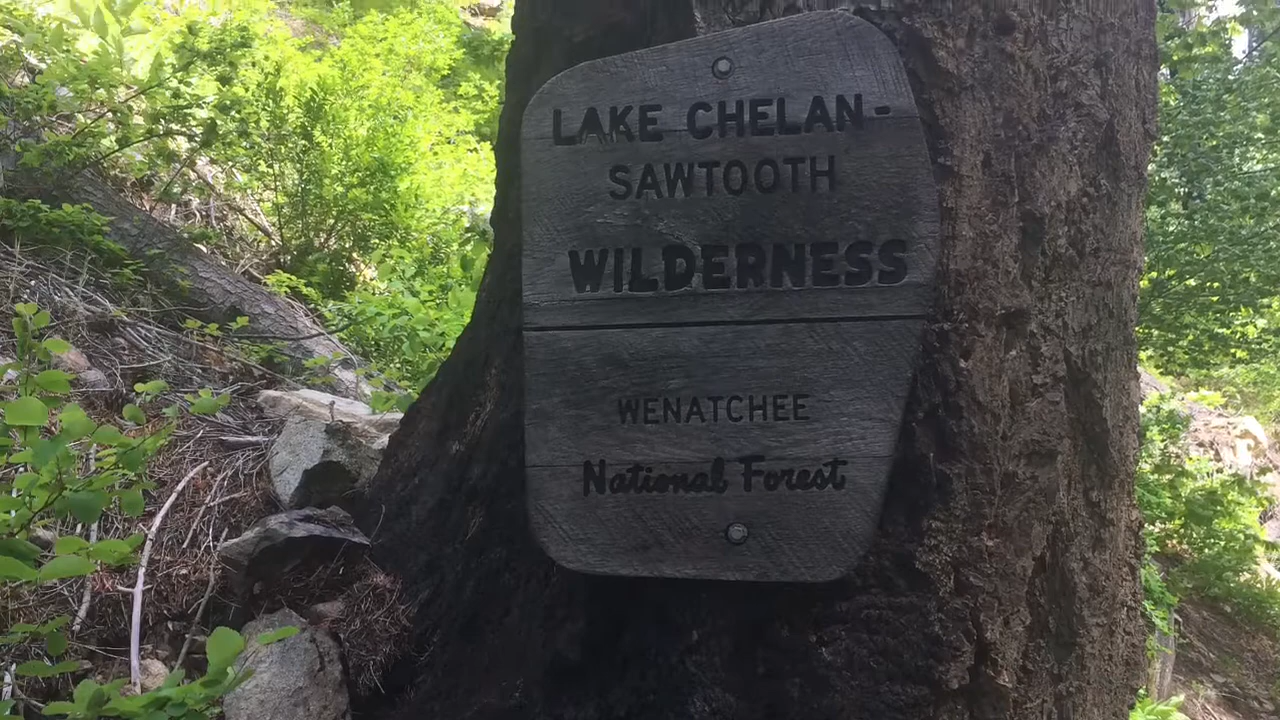 LAKE CHELAN-
SAWTOOTH
WILDERNESS
WENATCHEE
National Forest